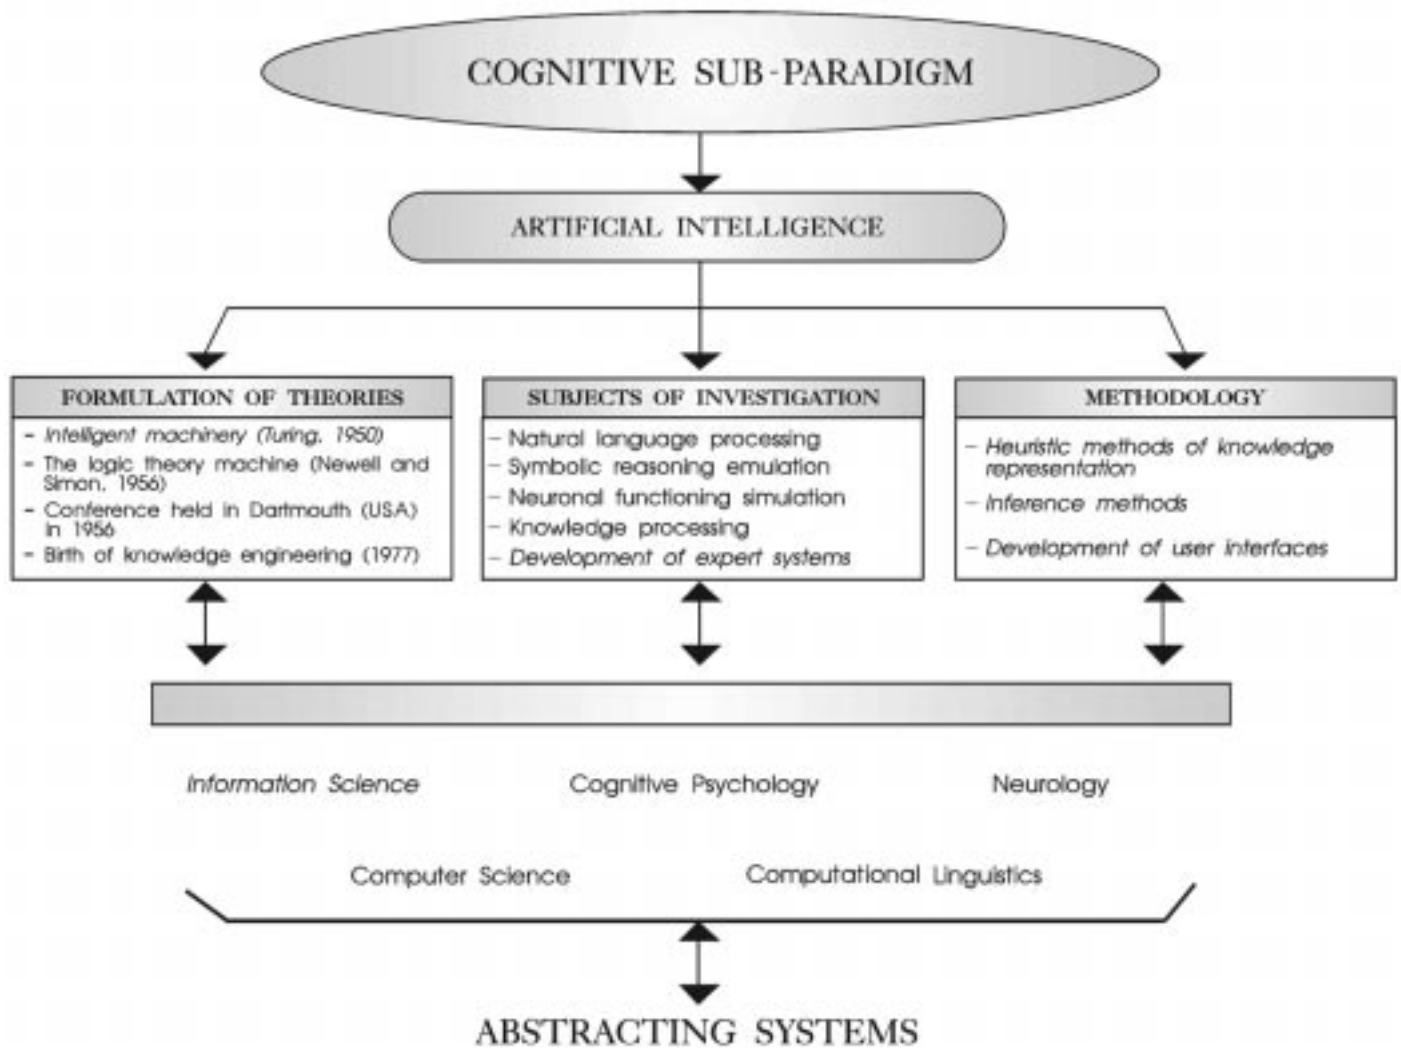 COGNITIVE SUB-PARADIGM
ARTIFICIAL INTELLIGENCE
FORMULATION OF THEORIES
- Intelligent machinery (Turing, 1950)
- The logic theory machine (Newell and
Simon, 1956)
- Conference held in Dartmouth (USA)
in 1956
- Birth of knowledge engineering (1977)
SUBJECTS OF INVESTIGATION
- Natural language processing
- Symbolic reasoning emulation
- Neuronal functioning simulation
- Knowledge processing
- Development of expert systems
METHODOLOGY
- Heuristic methods of knowledge
representation
- Inference methods
- Development of user interfaces
Information Science
Cognitive Psychology
Neurology
Computer Science
Computational Linguistics
ABSTRACTING SYSTEMS